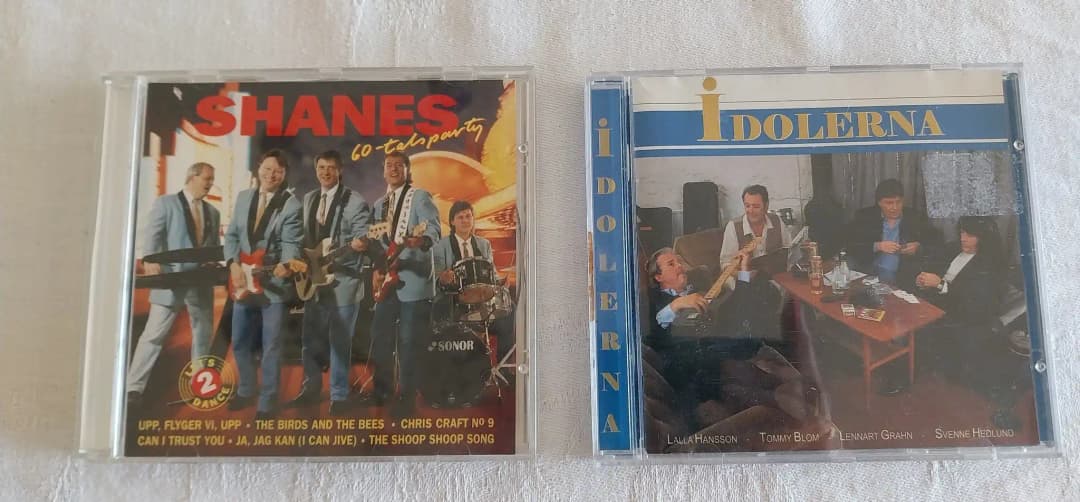 SHANES
60-talsparty
SONOR
LET'S
2
DANCE
UPP, FLYGER VI, UPP • THE BIRDS AND THE BEES • CHRIS CRAFT Nº 9
CAN I TRUST YOU • JA, JAG KAN (I CAN JIVE) • THE SHOOP SHOOP SONG
iDOLERNA
iDOLERNA
LALLA HANSSON · TOMMY BLOM · LENNART GRAHN · SVENNE HEDLUND